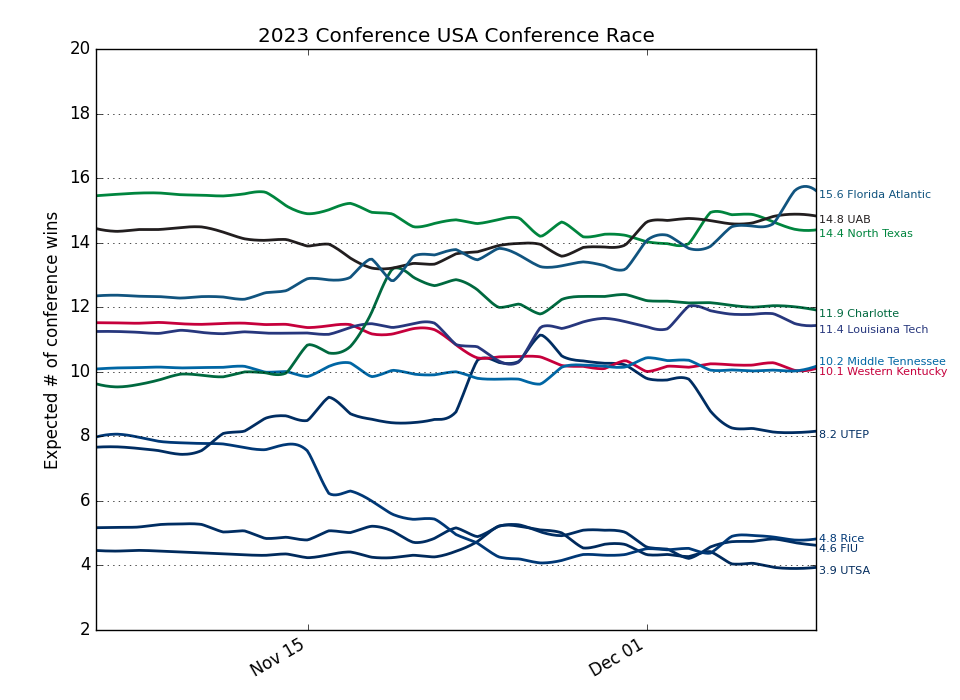 2023 Conference USA Conference Race
Expected # of conference wins
20
18
16
14
12
10
8
6
4
2
15.6 Florida Atlantic
14.8 UAB
14.4 North Texas
11.9 Charlotte
11.4 Louisiana Tech
10.2 Middle Tennessee
10.1 Western Kentucky
8.2 UTEP
4.8 Rice
4.6 FIU
3.9 UTSA
Nov 15
Dec 01